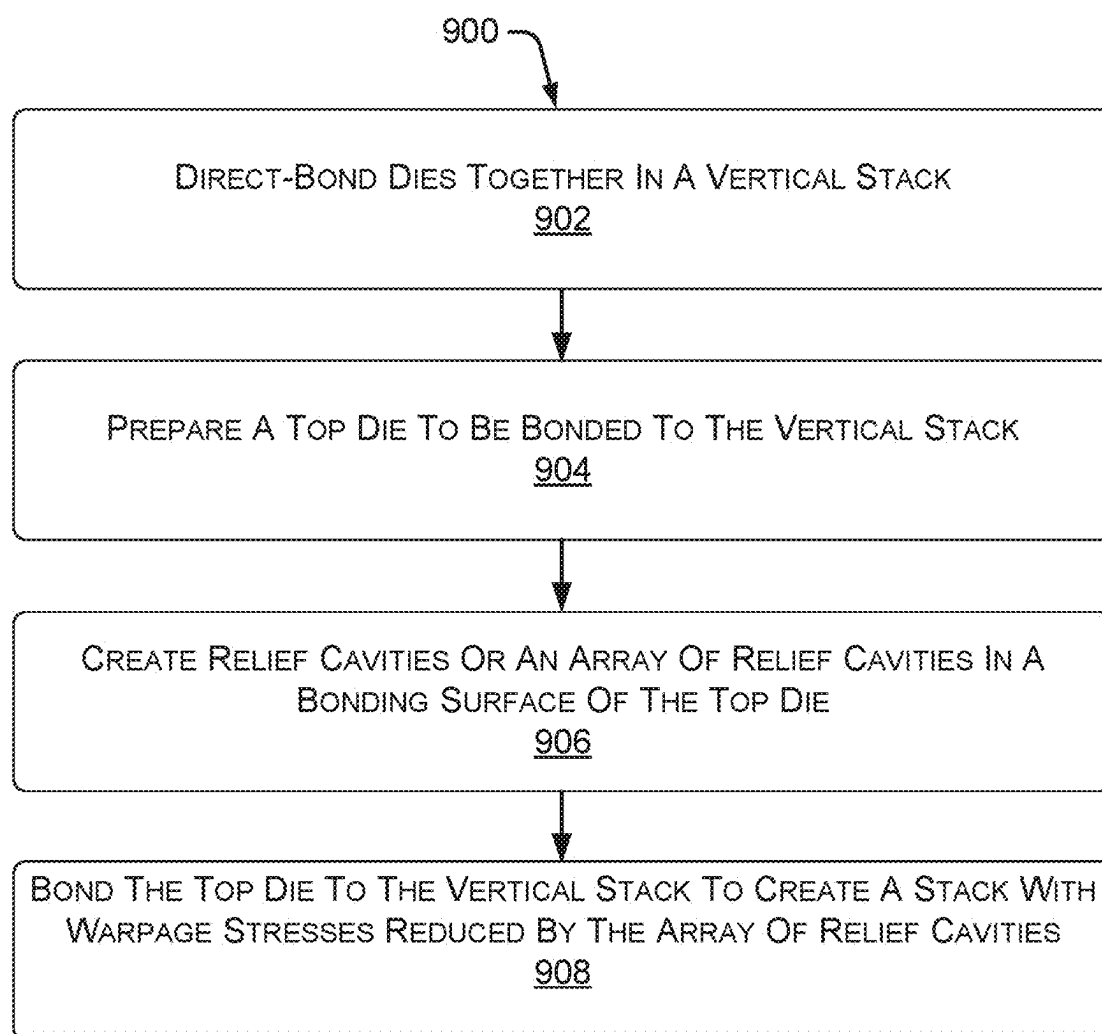 900
DIRECT-BOND DIES TOGETHER IN A VERTICAL STACK
902
PREPARE A TOP DIE TO BE BONDED TO THE VERTICAL STACK
904
CREATE RELIEF CAVITIES OR AN ARRAY OF RELIEF CAVITIES IN A
BONDING SURFACE OF THE TOP DIE
906
BOND THE TOP DIE TO THE VERTICAL STACK TO CREATE A STACK WITH
WARPAGE STRESSES REDUCED BY THE ARRAY OF RELIEF CAVITIES
908